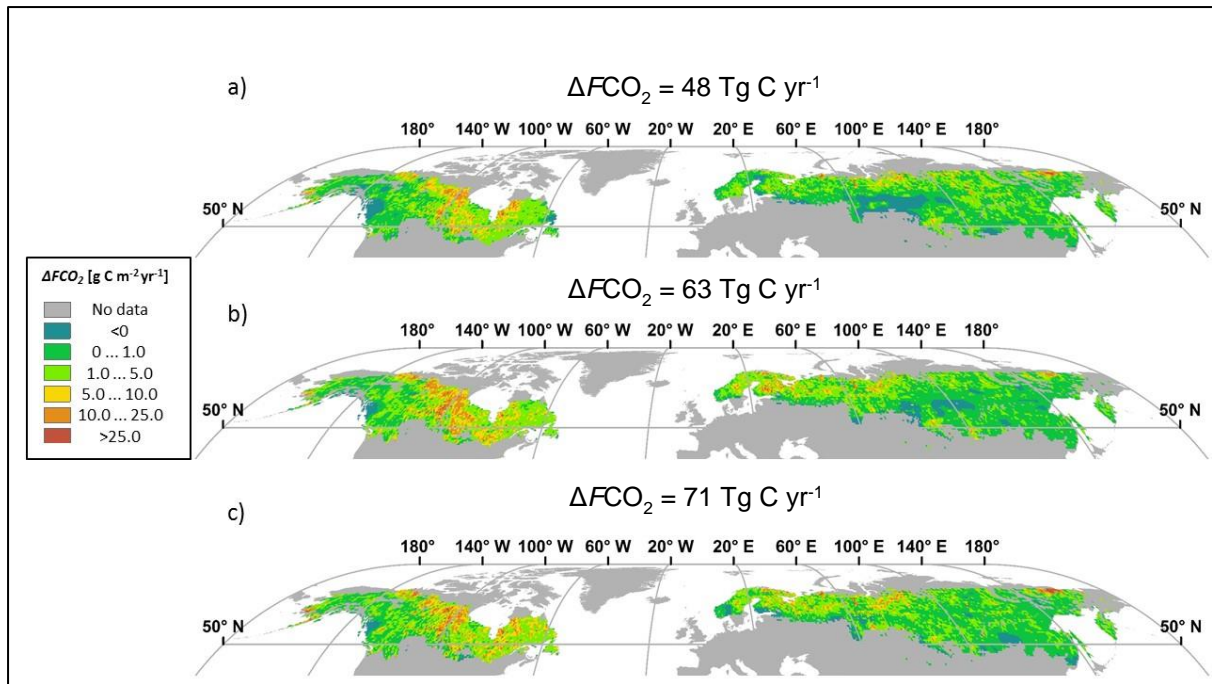 a)
ΔFCO₂ = 48 Tg C yr⁻¹
180° 140° W 100° W 60° W 20° W 20° E 60° E 100° E 140° E 180°
50° N 50° N
ΔFCO₂ [g C m⁻² yr⁻¹]
No data
<0
0 ... 1.0
1.0 ... 5.0
5.0 ... 10.0
10.0 ... 25.0
>25.0
b)
ΔFCO₂ = 63 Tg C yr⁻¹
180° 140° W 100° W 60° W 20° W 20° E 60° E 100° E 140° E 180°
50° N 50° N
c)
ΔFCO₂ = 71 Tg C yr⁻¹
180° 140° W 100° W 60° W 20° W 20° E 60° E 100° E 140° E 180°
50° N 50° N